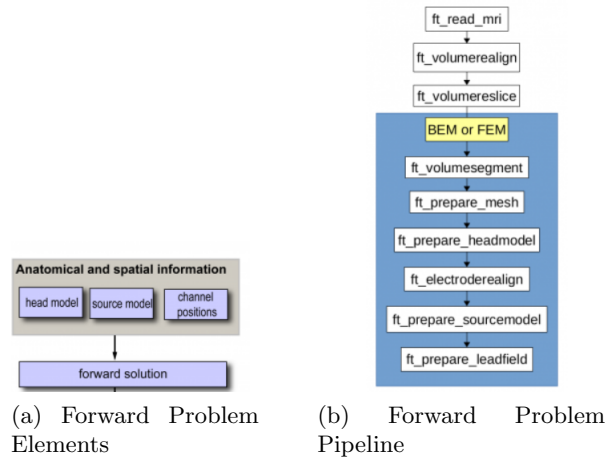 Anatomical and spatial information
head model
source model
channel
positions
forward solution
(a) Forward Problem
Elements
ft_read_mri
ft_volumerealign
ft_volumereslice
BEM or FEM
ft_volumesegment
ft_prepare_mesh
ft_prepare_headmodel
ft_electroderealign
ft_prepare_sourcemodel
ft_prepare_leadfield
(b) Forward Problem
Pipeline